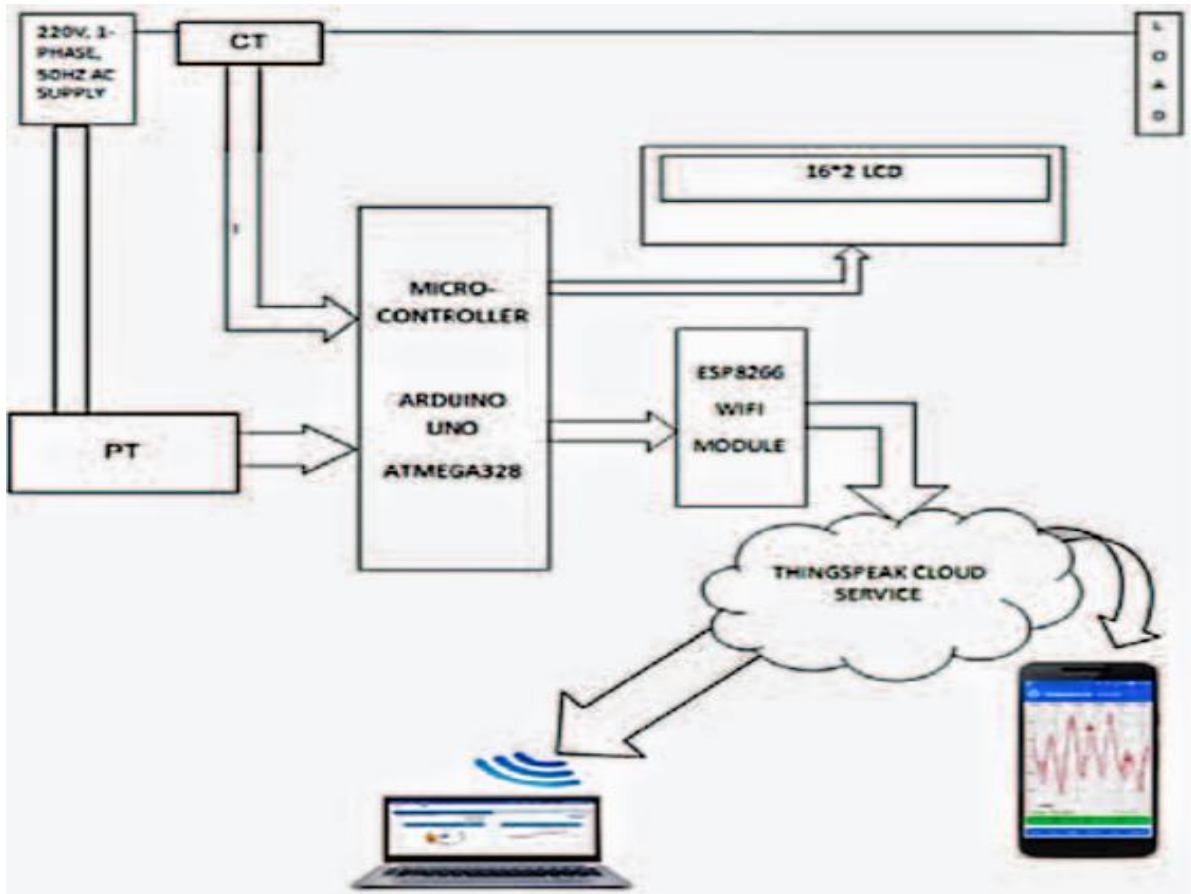 220V, 1-
PHASE,
50HZ AC
SUPPLY
CT
L
O
A
D
16*2 LCD
MICRO-
CONTROLLER
ARDUINO
UNO
ATMEGA328
ESP8266
WIFI
MODULE
PT
THINGSPEAK CLOUD
SERVICE